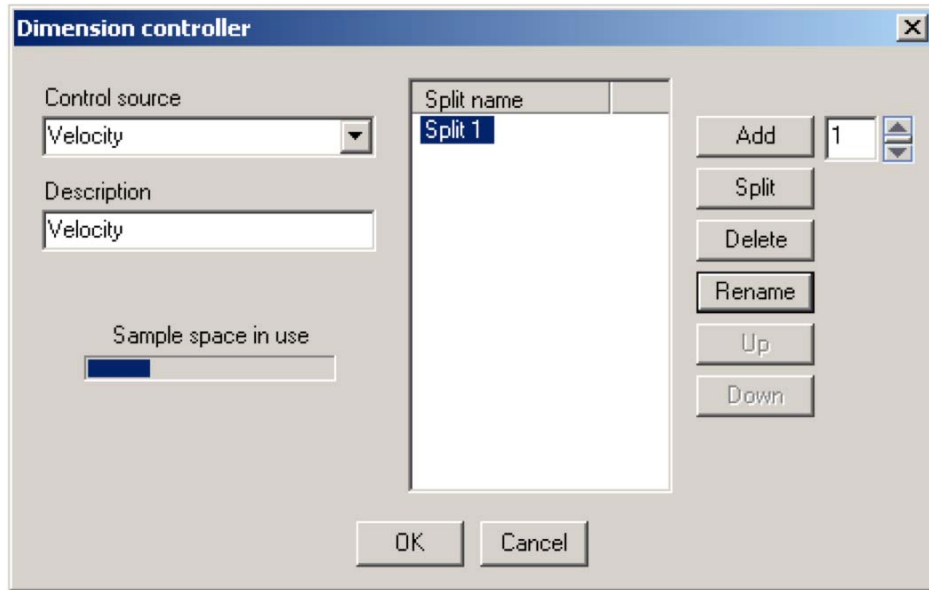 Dimension controller
Control source
Velocity
Description
Velocity
Sample space in use
Split name
Split 1
Add
1
Split
Delete
Rename
Up
Down
OK
Cancel